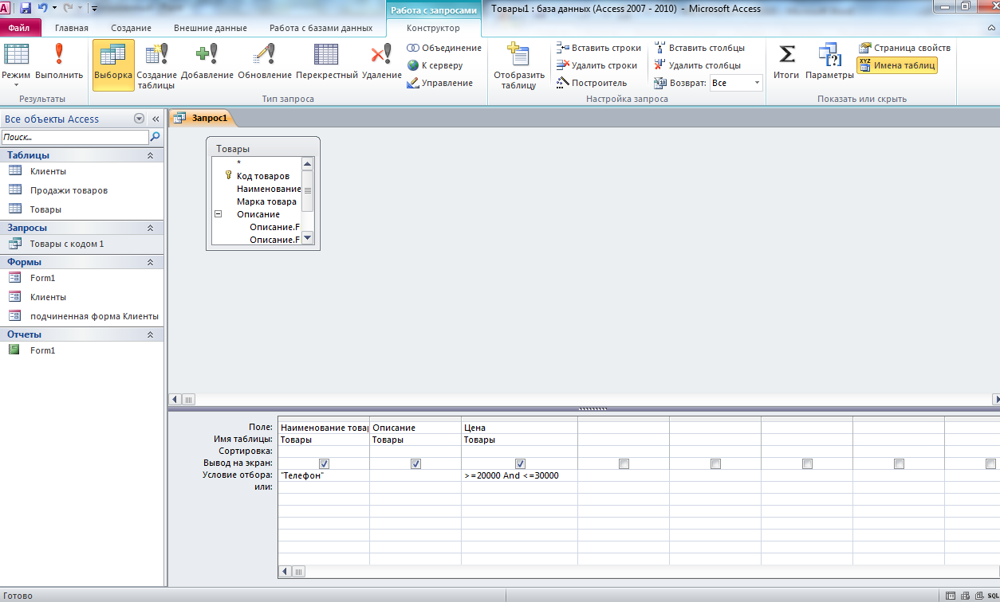 Работа с запросами
Товары1 : база данных (Access 2007 - 2010) - Microsoft Access
Файл
Главная
Создание
Внешние данные
Работа с базами данных
Конструктор
Режим
Выполнить
Выборка
Создание таблицы
Добавление
Обновление
Перекрестный
Удаление
Объединение
К серверу
Управление
Отобразить таблицу
Вставить строки
Удалить строки
Построитель
Вставить столбцы
Удалить столбцы
Возврат: Все
Итоги
Параметры
Страница свойств
Имена таблиц
Результаты
Тип запроса
Настройка запроса
Показать или скрыть
Все объекты Access
Поиск...
Таблицы
Клиенты
Продажи товаров
Товары
Запросы
Товары с кодом 1
Формы
Form1
Клиенты
подчиненная форма Клиенты
Отчеты
Form1
Запрос1
Товары
*
Код товаров
Наименование
Марка товара
Описание
Описание.F
Описание.F
Поле: Наименование товар Описание Цена
Имя таблицы: Товары Товары Товары
Сортировка:
Вывод на экран:
Условие отбора: "Телефон" >=20000 And <=30000
или:
Готово
SQL